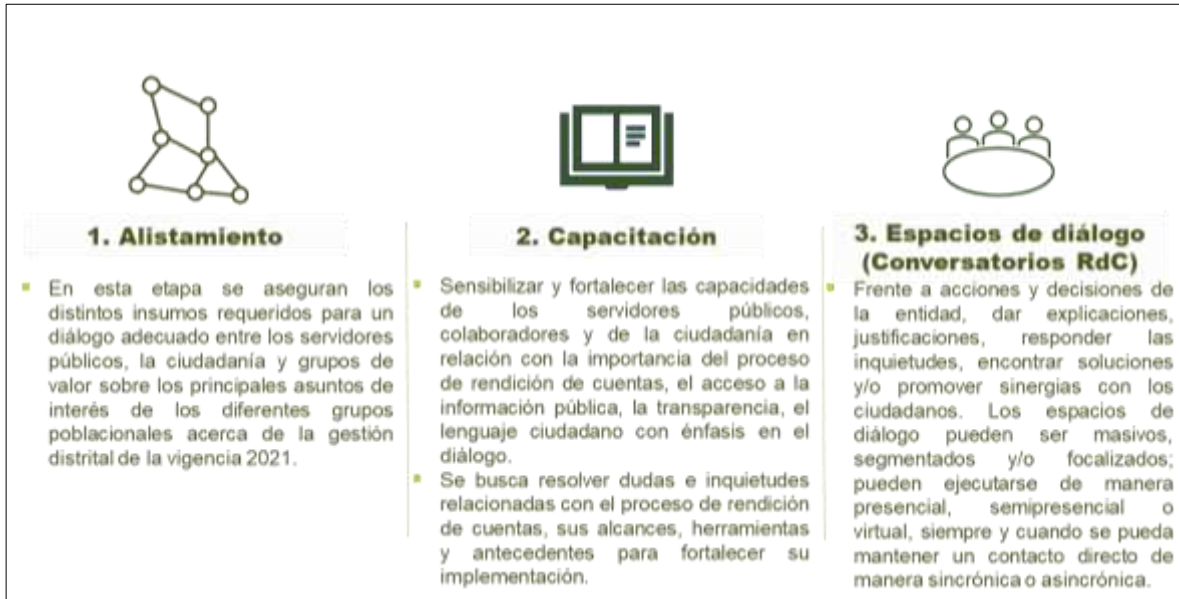 1. Alistamiento
▪ En esta etapa se aseguran los
distintos insumos requeridos para un
diálogo adecuado entre los servidores
públicos, la ciudadanía y grupos de
valor sobre los principales asuntos de
interés de los diferentes grupos
poblacionales acerca de la gestión
distrital de la vigencia 2021.
2. Capacitación
▪ Sensibilizar y fortalecer las capacidades
de los servidores públicos,
colaboradores y de la ciudadanía en
relación con la importancia del proceso
de rendición de cuentas, el acceso a la
información pública, la transparencia, el
lenguaje ciudadano con énfasis en el
diálogo.
▪ Se busca resolver dudas e inquietudes
relacionadas con el proceso de rendición
de cuentas, sus alcances, herramientas
y antecedentes para fortalecer su
implementación.
3. Espacios de diálogo
(Conversatorios RdC)
▪ Frente a acciones y decisiones de
la entidad, dar explicaciones,
justificaciones, responder las
inquietudes, encontrar soluciones
y/o promover sinergias con los
ciudadanos. Los espacios de
diálogo pueden ser masivos,
segmentados y/o focalizados;
pueden ejecutarse de manera
presencial, semipresencial o
virtual, siempre y cuando se pueda
mantener un contacto directo de
manera sincrónica o asincrónica.